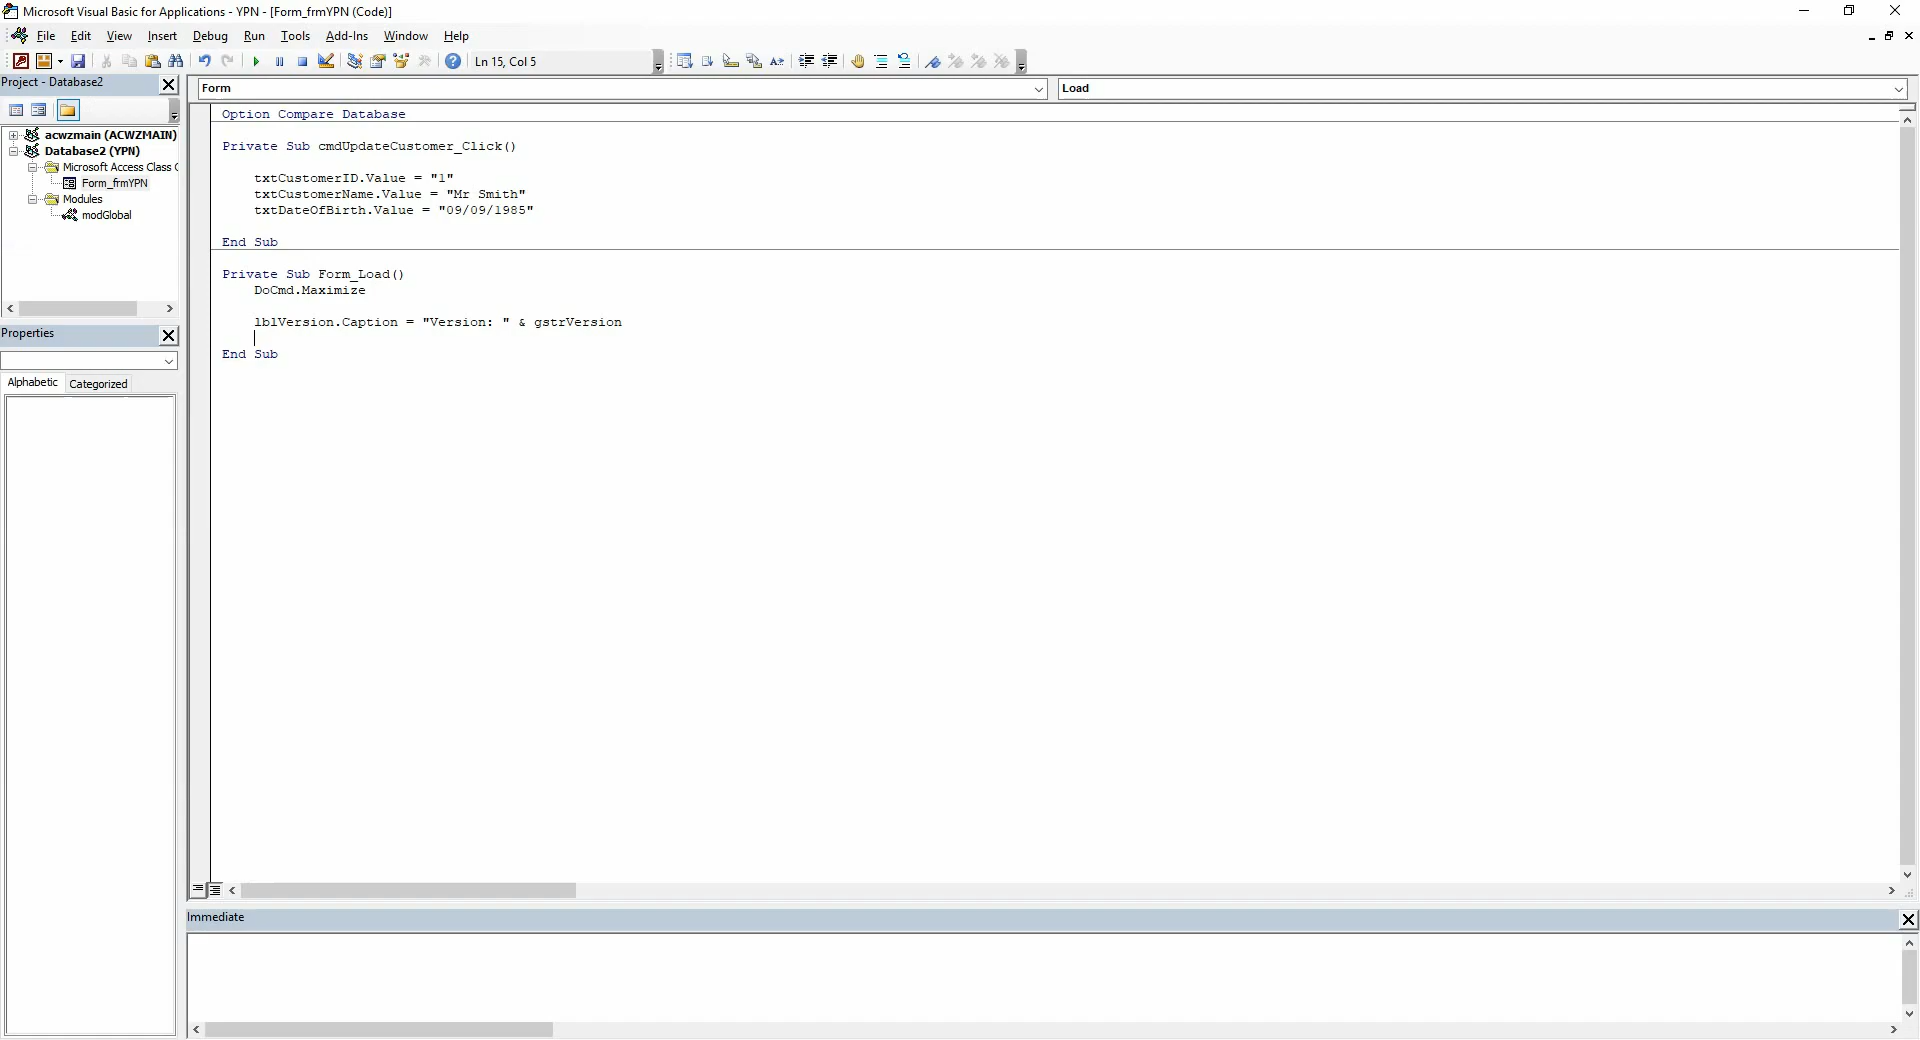 Microsoft Visual Basic for Applications - YPN - [Form_frmYPN (Code)]
File Edit View Insert Format Debug Run Tools Add-Ins Window Help
Ln 15, Col 5
Project - Database2
Form
Load
acwzmain (ACWZMAIN)
Database2 (YPN)
Microsoft Access Class
Form_frmYPN
Modules
modGlobal
Properties
Alphabetic Categorized
Option Compare Database
Private Sub cmdUpdateCustomer_Click()
txtCustomerID.Value = "1"
txtCustomerName.Value = "Mr Smith"
txtDateOfBirth.Value = "09/09/1985"
End Sub
Private Sub Form_Load()
DoCmd.Maximize
lblVersion.Caption = "Version: " & gstrVersion
End Sub
Immediate